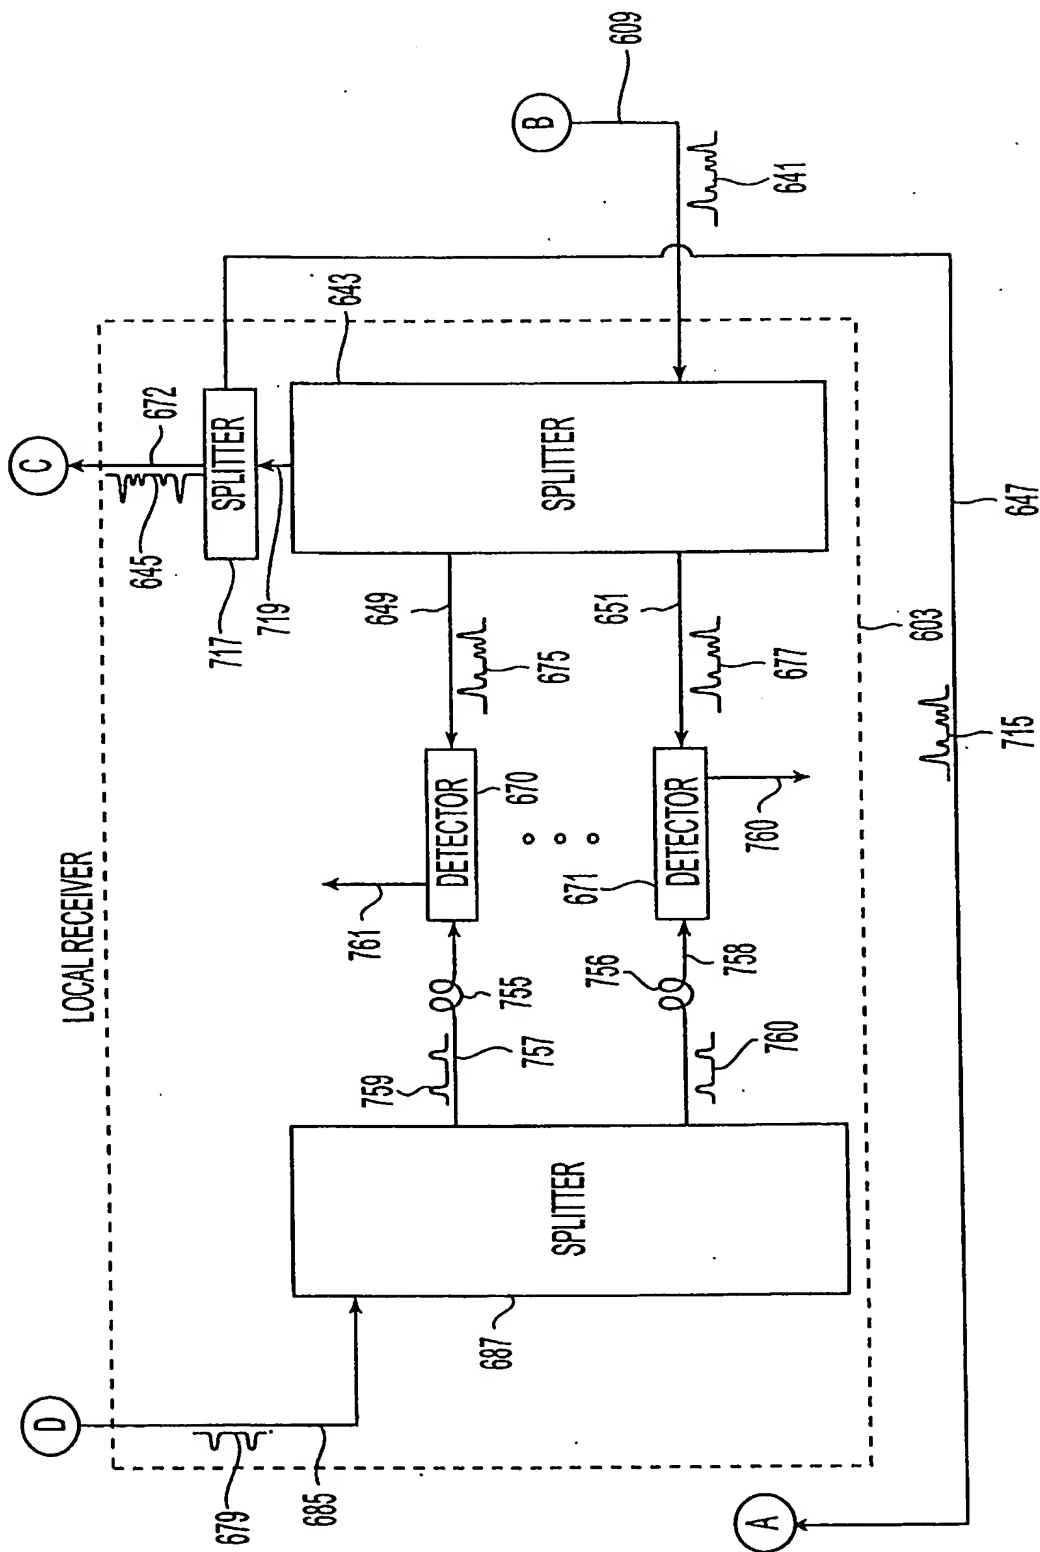 LOCAL RECEIVER
D
679
685
SPLITTER
687
A
759
757
755
761
DETECTOR
670
760
756
758
671
DETECTOR
760
C
672
645
SPLITTER
717
719
643
SPLITTER
649
675
651
677
B
609
641
603
647
715